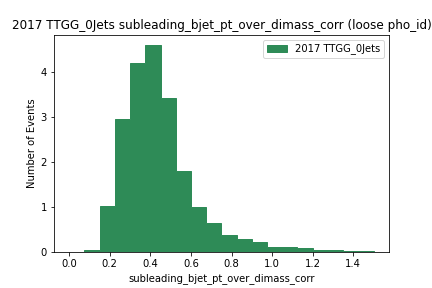 2017 TTGG_0Jets subleading_bjet_pt_over_dimass_corr (loose pho_id)
2017 TTGG_0Jets
Number of Events
4
3
2
1
0
0.0 0.2 0.4 0.6 0.8 1.0 1.2 1.4
subleading_bjet_pt_over_dimass_corr